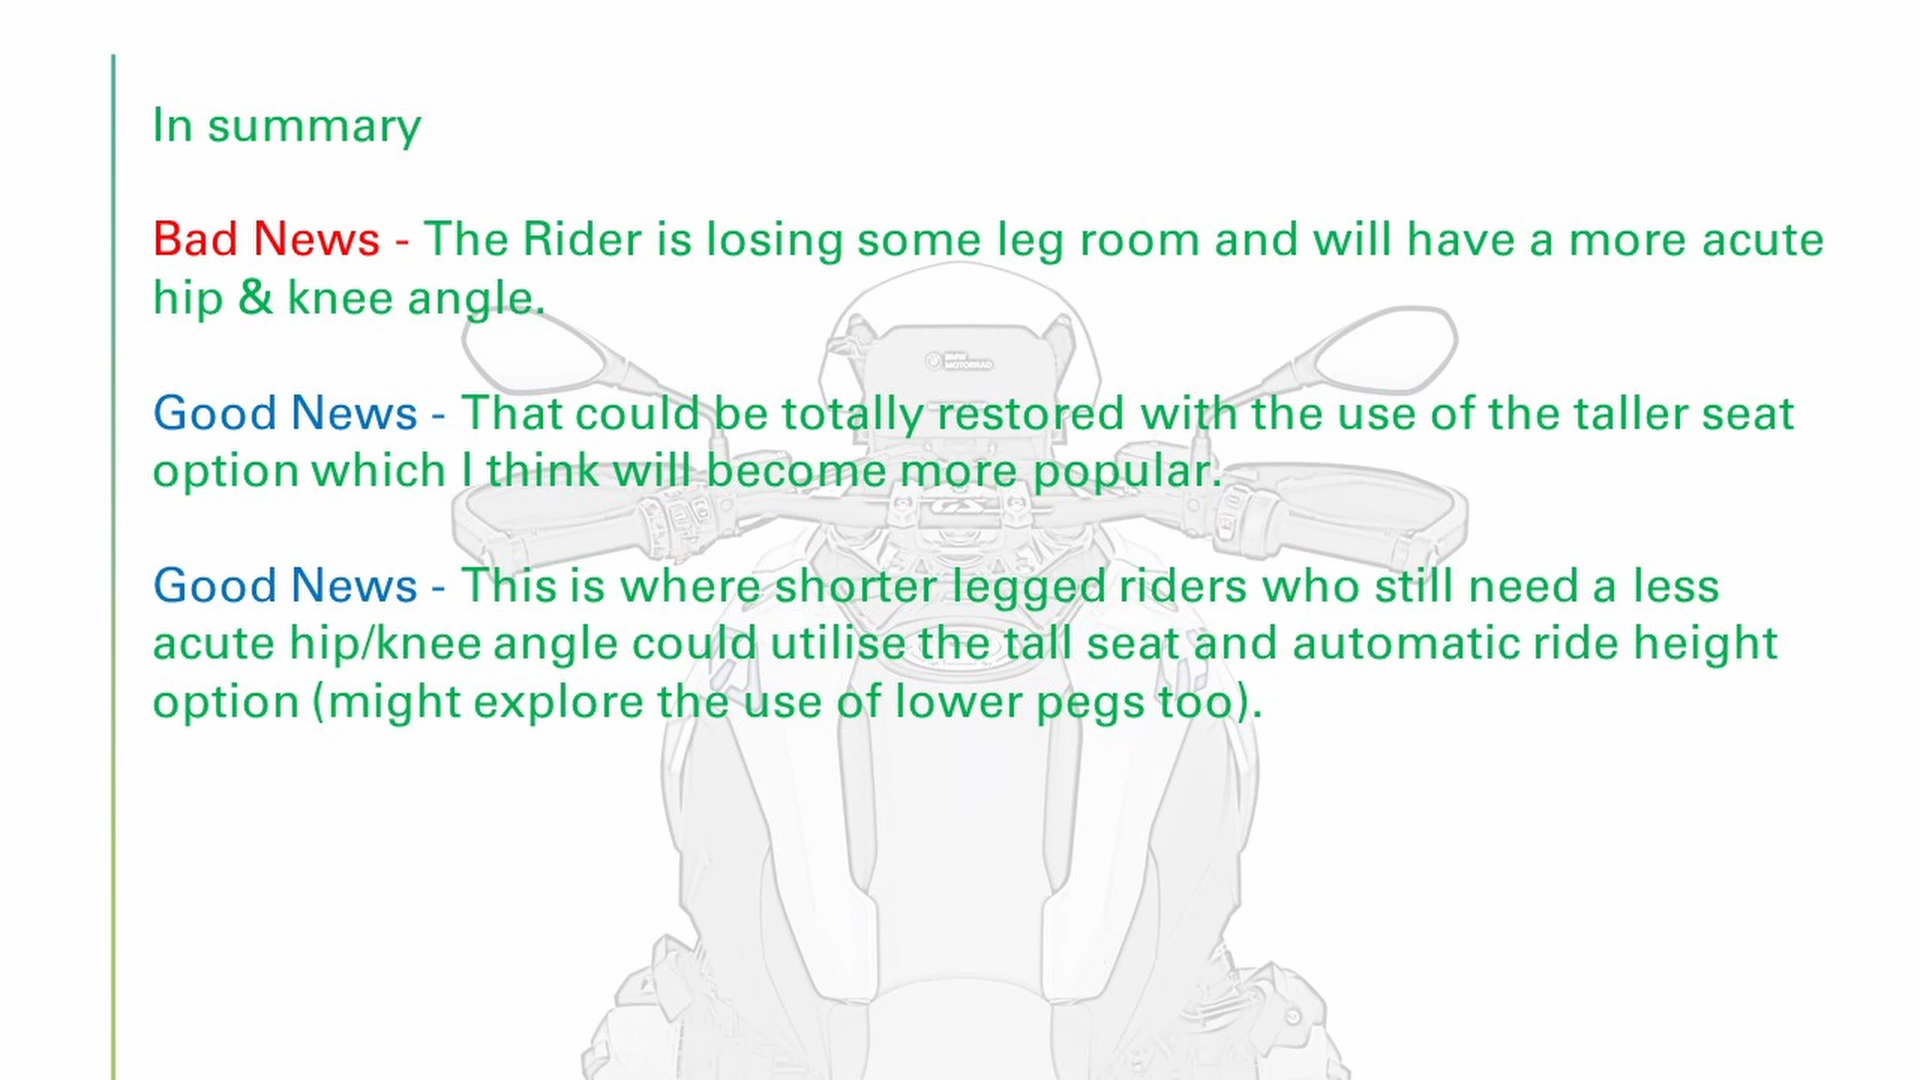 In summary
Bad News - The Rider is losing some leg room and will have a more acute
hip & knee angle.
BMW
MOTORRAD
Good News - That could be totally restored with the use of the taller seat
option which I think will become more popular.
GS
Good News - This is where shorter legged riders who still need a less
acute hip/knee angle could utilise the tall seat and automatic ride height
option (might explore the use of lower pegs too).